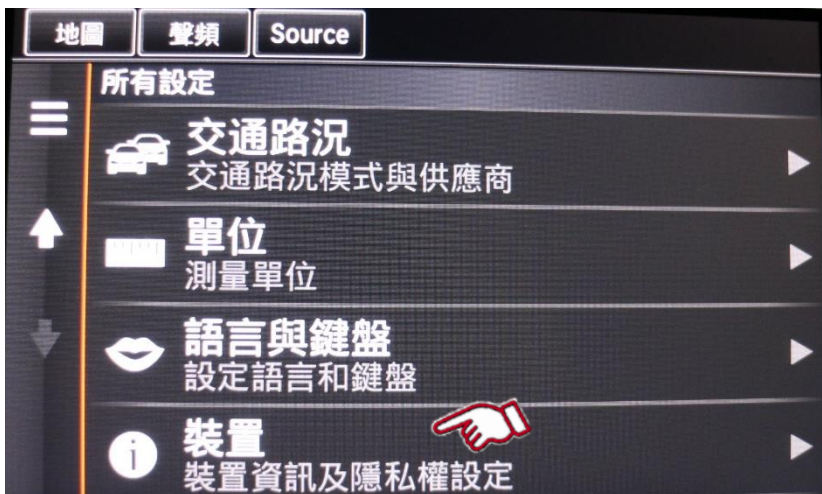 地圖 聲頻 Source
所有設定
交通路況
交通路況模式與供應商
單位
測量單位
語言與鍵盤
設定語言和鍵盤
裝置
裝置資訊及隱私權設定